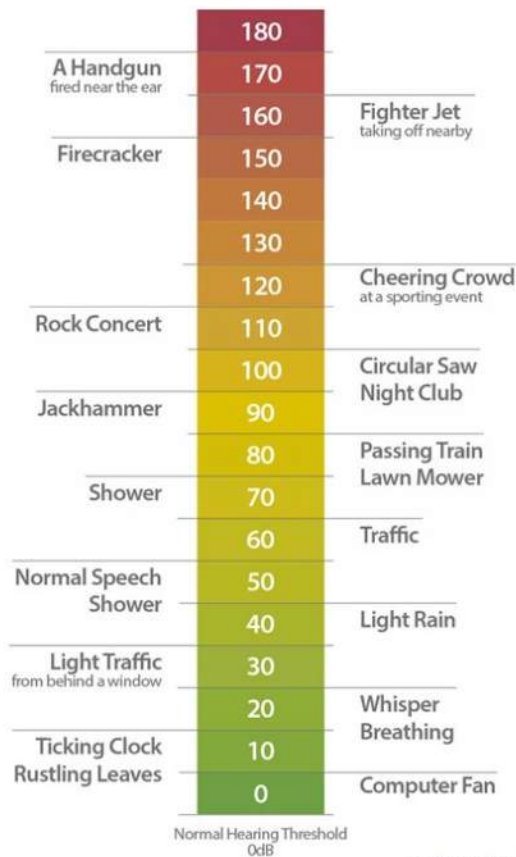 180
A Handgun
fired near the ear
170
160
Fighter Jet
taking off nearby
Firecracker
150
140
130
120
Cheering Crowd
at a sporting event
Rock Concert
110
100
Circular Saw
Night Club
Jackhammer
90
80
Passing Train
Lawn Mower
Shower
70
60
Traffic
Normal Speech
Shower
50
40
Light Rain
Light Traffic
from behind a window
30
20
Whisper
Breathing
Ticking Clock
Rustling Leaves
10
0
Computer Fan
Normal Hearing Threshold
0dB